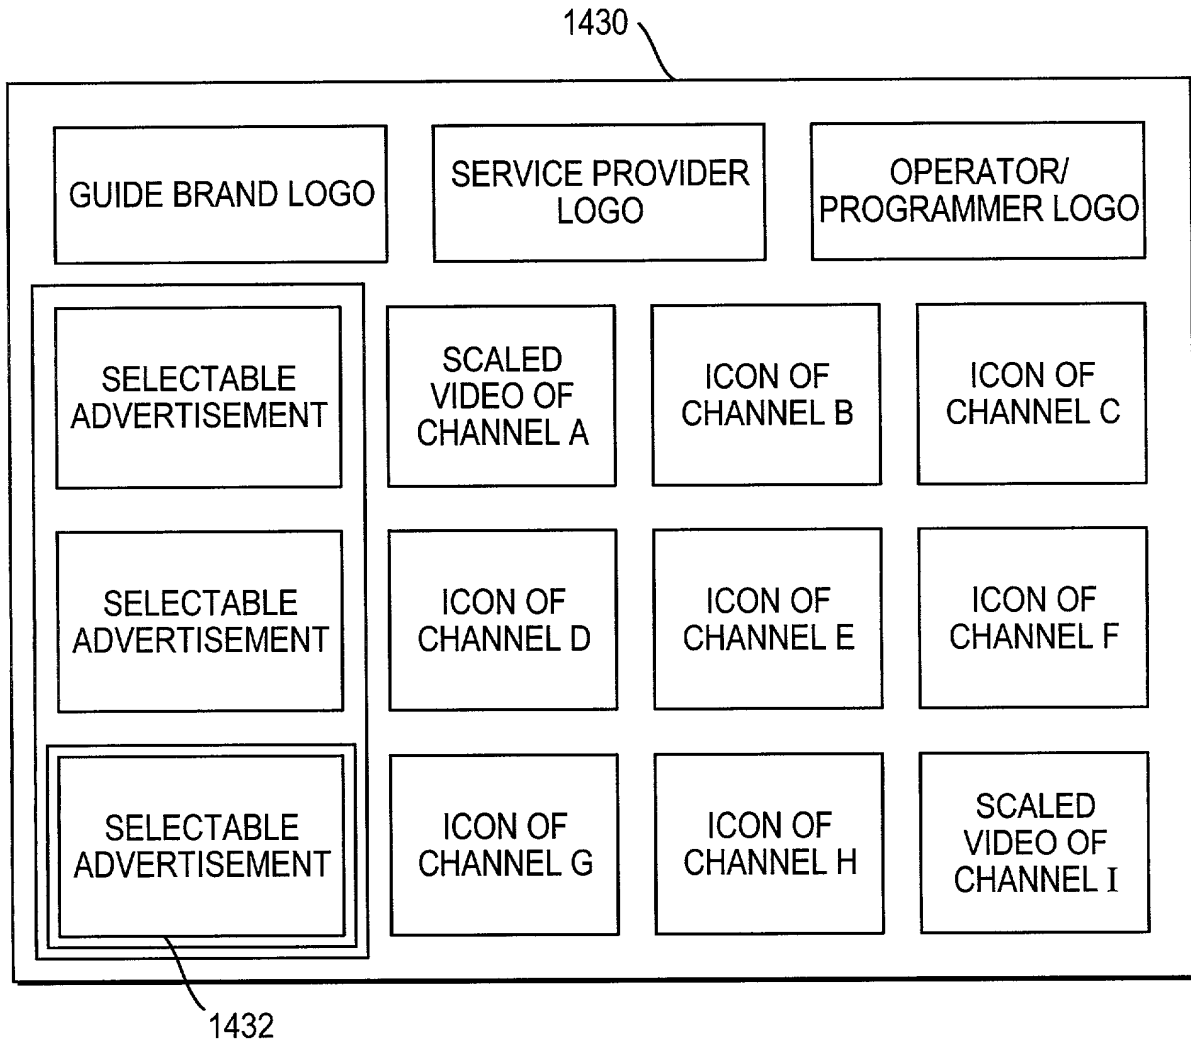 1430
GUIDE BRAND LOGO
SERVICE PROVIDER
LOGO
OPERATOR/
PROGRAMMER LOGO
SELECTABLE
ADVERTISEMENT
SCALED
VIDEO OF
CHANNEL A
ICON OF
CHANNEL B
ICON OF
CHANNEL C
SELECTABLE
ADVERTISEMENT
ICON OF
CHANNEL D
ICON OF
CHANNEL E
ICON OF
CHANNEL F
SELECTABLE
ADVERTISEMENT
ICON OF
CHANNEL G
ICON OF
CHANNEL H
SCALED
VIDEO OF
CHANNEL I
1432